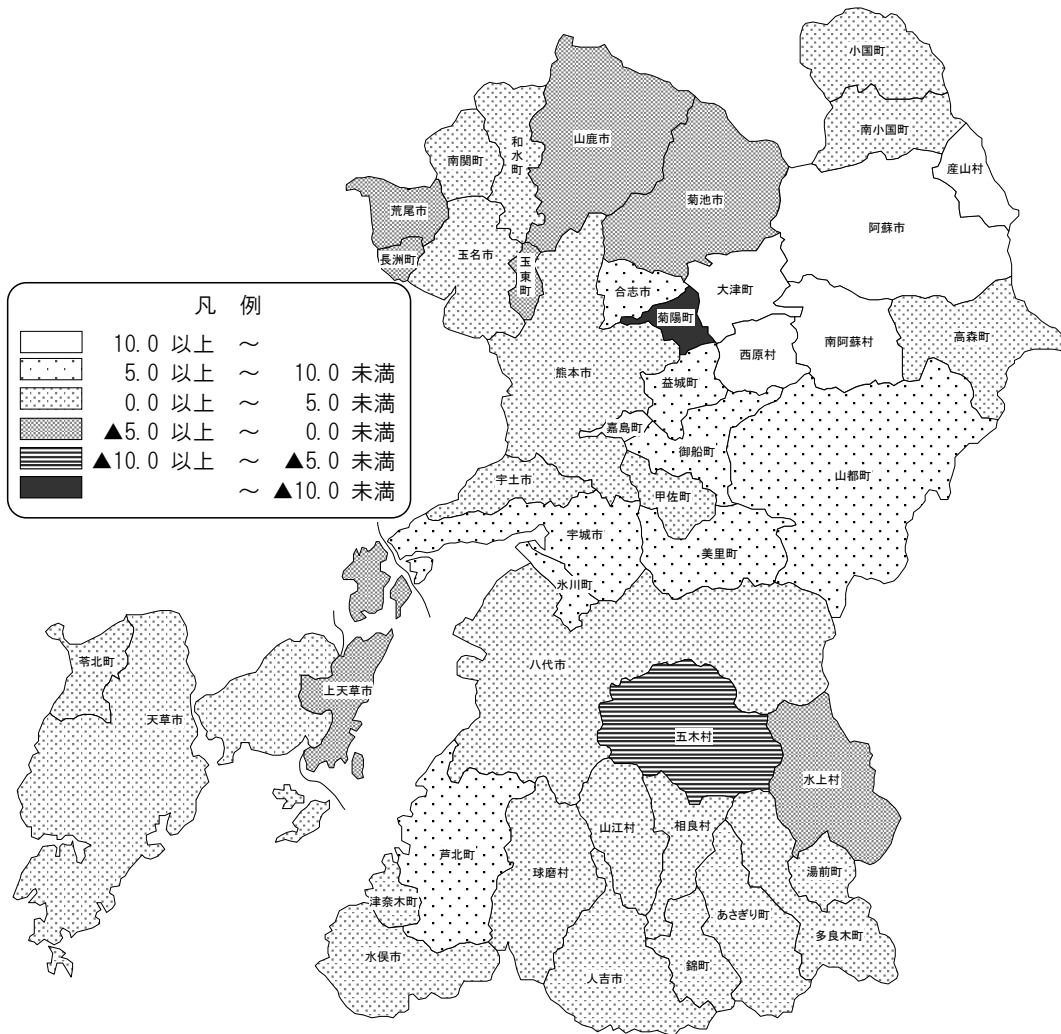 小国町
南小国町
産山村
山鹿市
和水町
南関町
菊池市
阿蘇市
荒尾市
長洲町
玉名市
玉東町
合志市
大津町
菊陽町
西原村
南阿蘇村
高森町
凡 例
10.0 以上 ～
5.0 以上 ～ 10.0 未満
0.0 以上 ～ 5.0 未満
▲5.0 以上 ～ 0.0 未満
▲10.0 以上 ～ ▲5.0 未満
～ ▲10.0 未満
熊本市
益城町
嘉島町
御船町
山都町
宇土市
甲佐町
宇城市
美里町
氷川町
八代市
苓北町
天草市
上天草市
五木村
水上村
芦北町
球磨村
山江村
相良村
湯前町
津奈木町
あさぎり町
多良木町
水俣市
人吉市
錦町